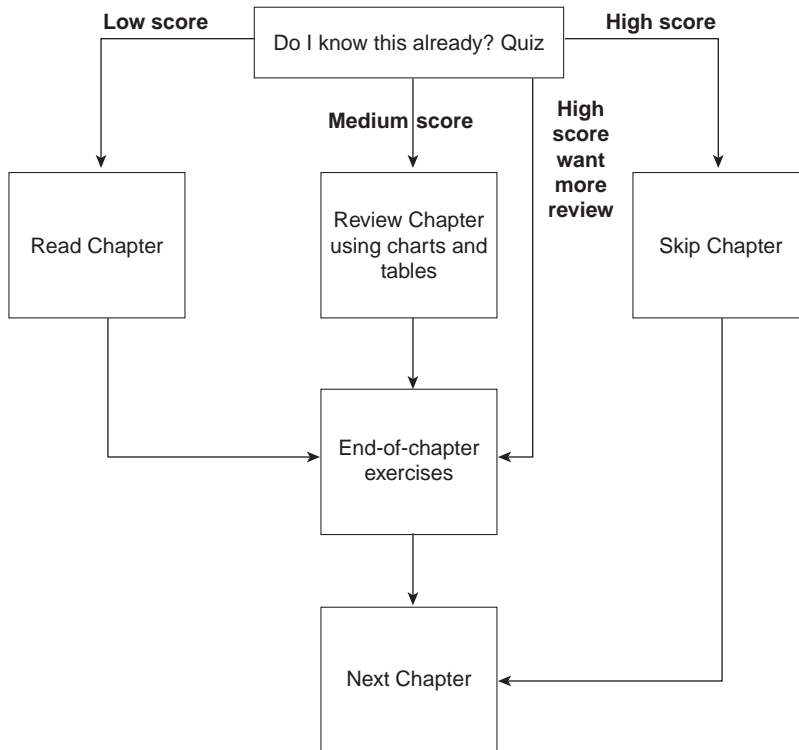 Low score
Do I know this already? Quiz
High score
Medium score
High
score
want
more
review
Read Chapter
Review Chapter
using charts and
tables
Skip Chapter
End-of-chapter
exercises
Next Chapter